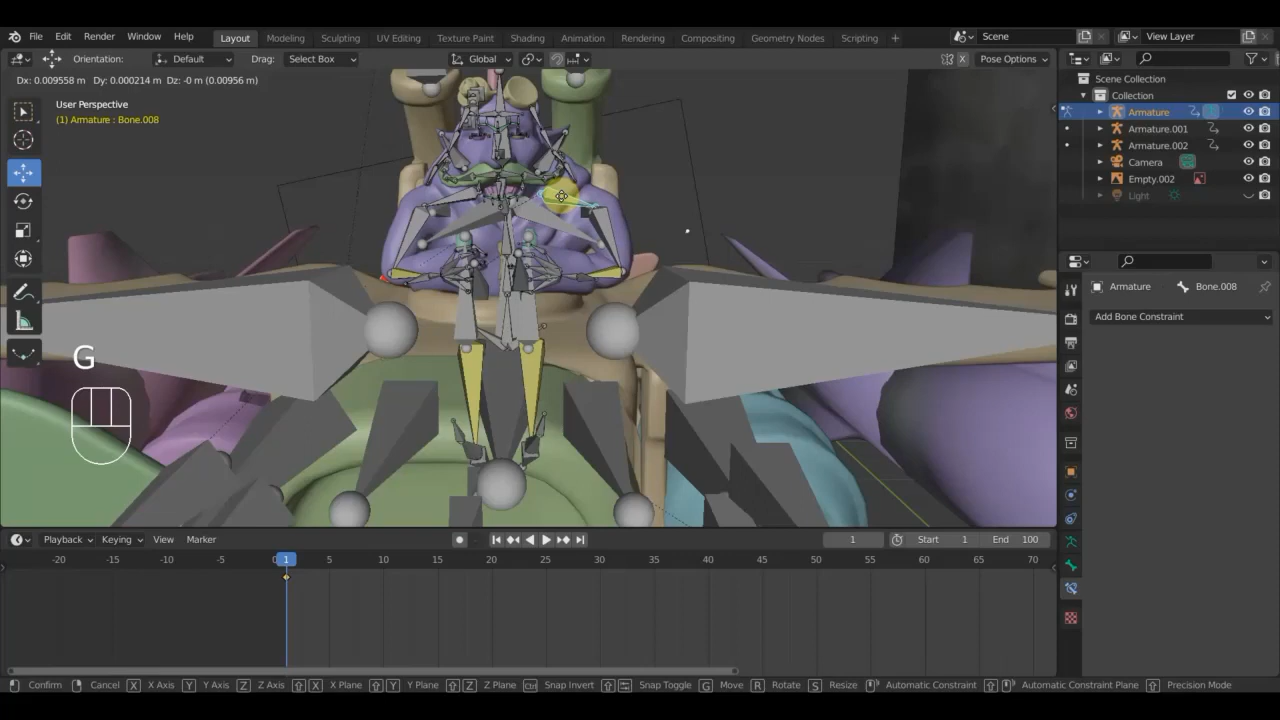 File Edit Render Window Help Layout Modeling Sculpting UV Editing Texture Paint Shading Animation Rendering Compositing Geometry Nodes Scripting + Scene View Layer
Orientation: Default Drag: Select Box Global X Pose Options
Dx: 0.009558 m Dy: 0.000214 m Dz: -0 m (0.00956 m)
User Perspective
(1) Armature : Bone.008
G
Scene Collection
Collection
Armature
Armature.001
Armature.002
Camera
Empty.002
Light
Armature Bone.008
Add Bone Constraint
Playback Keying View Marker 1 Start 1 End 100
-20 -15 -10 -5 0 1 5 10 15 20 25 30 35 40 45 50 55 60 65 70
Confirm Cancel X X Axis Y Y Axis Z Z Axis X X Plane Y Y Plane Z Z Plane Ctrl Snap Invert Snap Toggle G Move R Rotate S Resize Automatic Constraint Automatic Constraint Plane Precision Mode